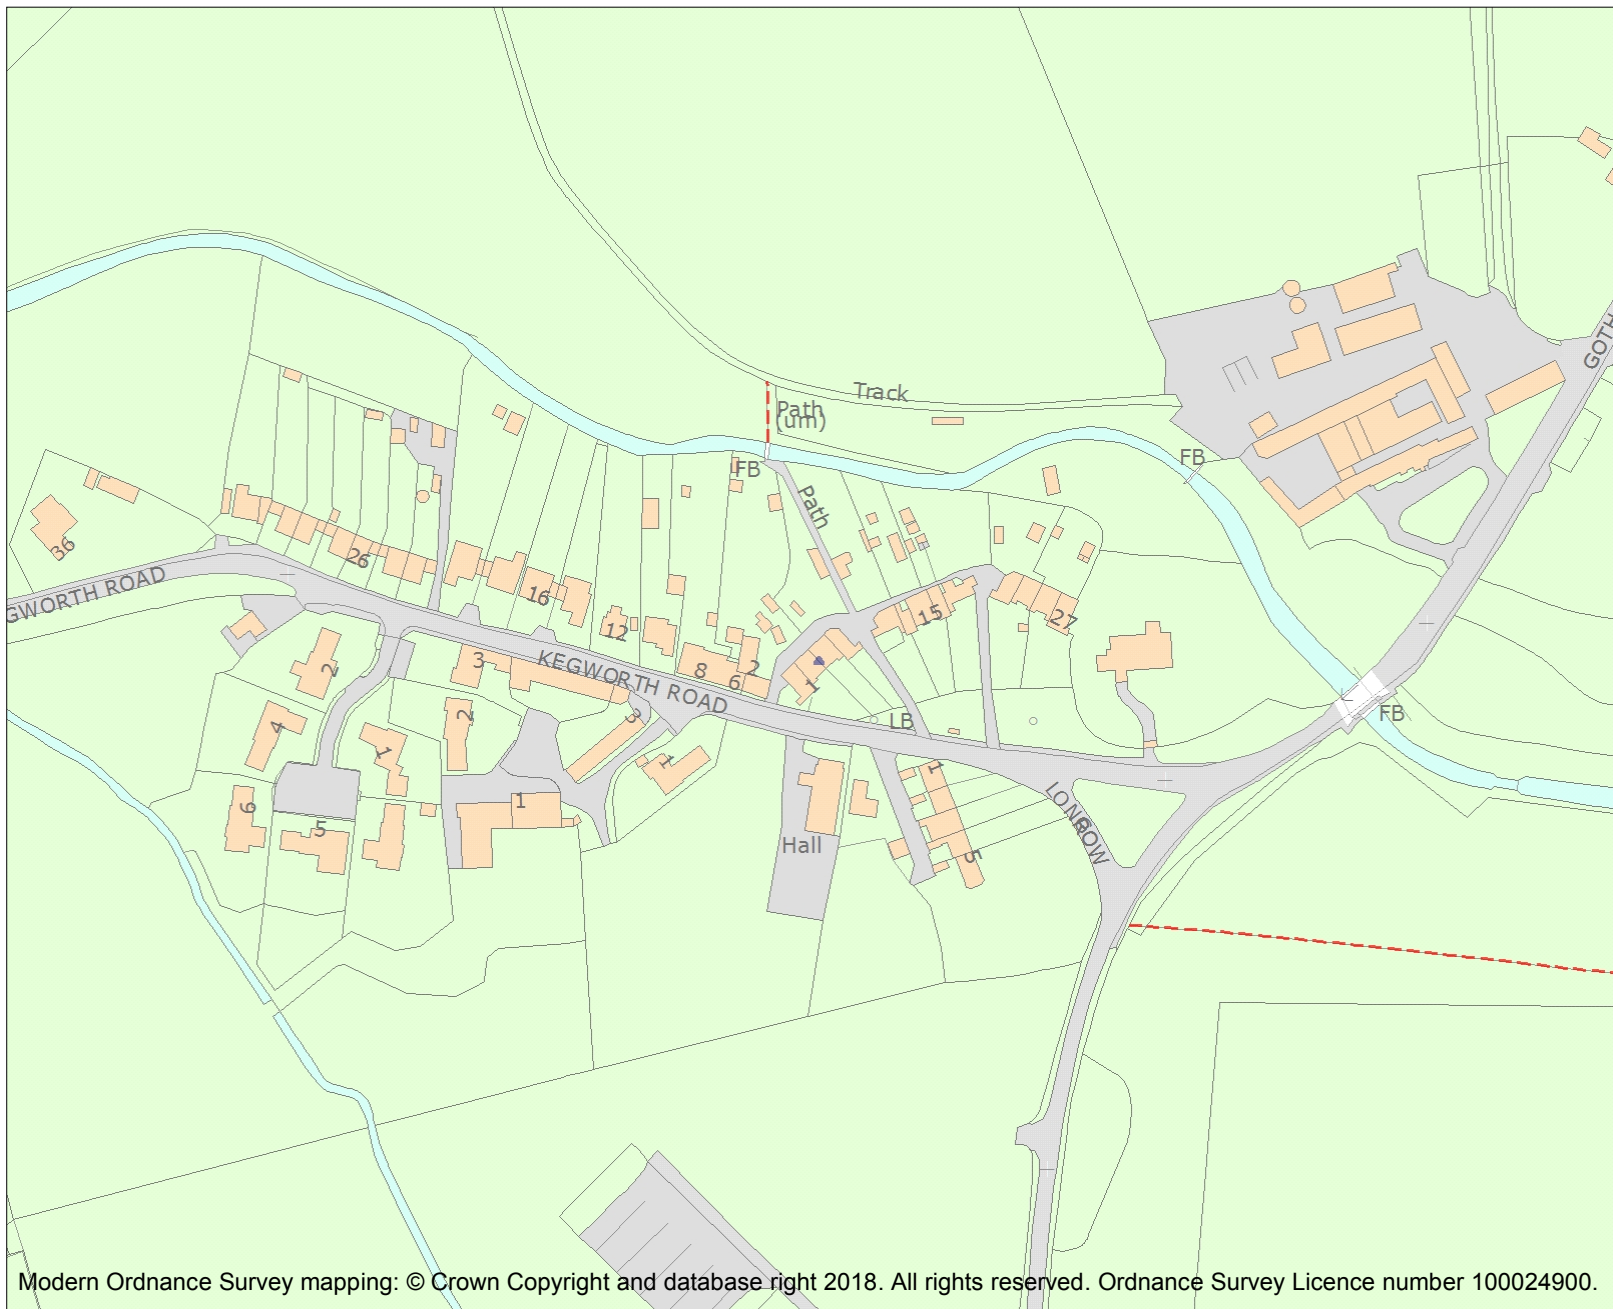 GOTH
Track
Path
(um)
FB
FB
Path
36
26
16
12
15
27
GWORTH ROAD
2
3
KEGWORTH ROAD
8
6
2
1
4
2
3
1
1
LB
FB
1
LONG
ROW
6
5
1
Hall
5
Modern Ordnance Survey mapping: © Crown Copyright and database right 2018. All rights reserved. Ordnance Survey Licence number 100024900.